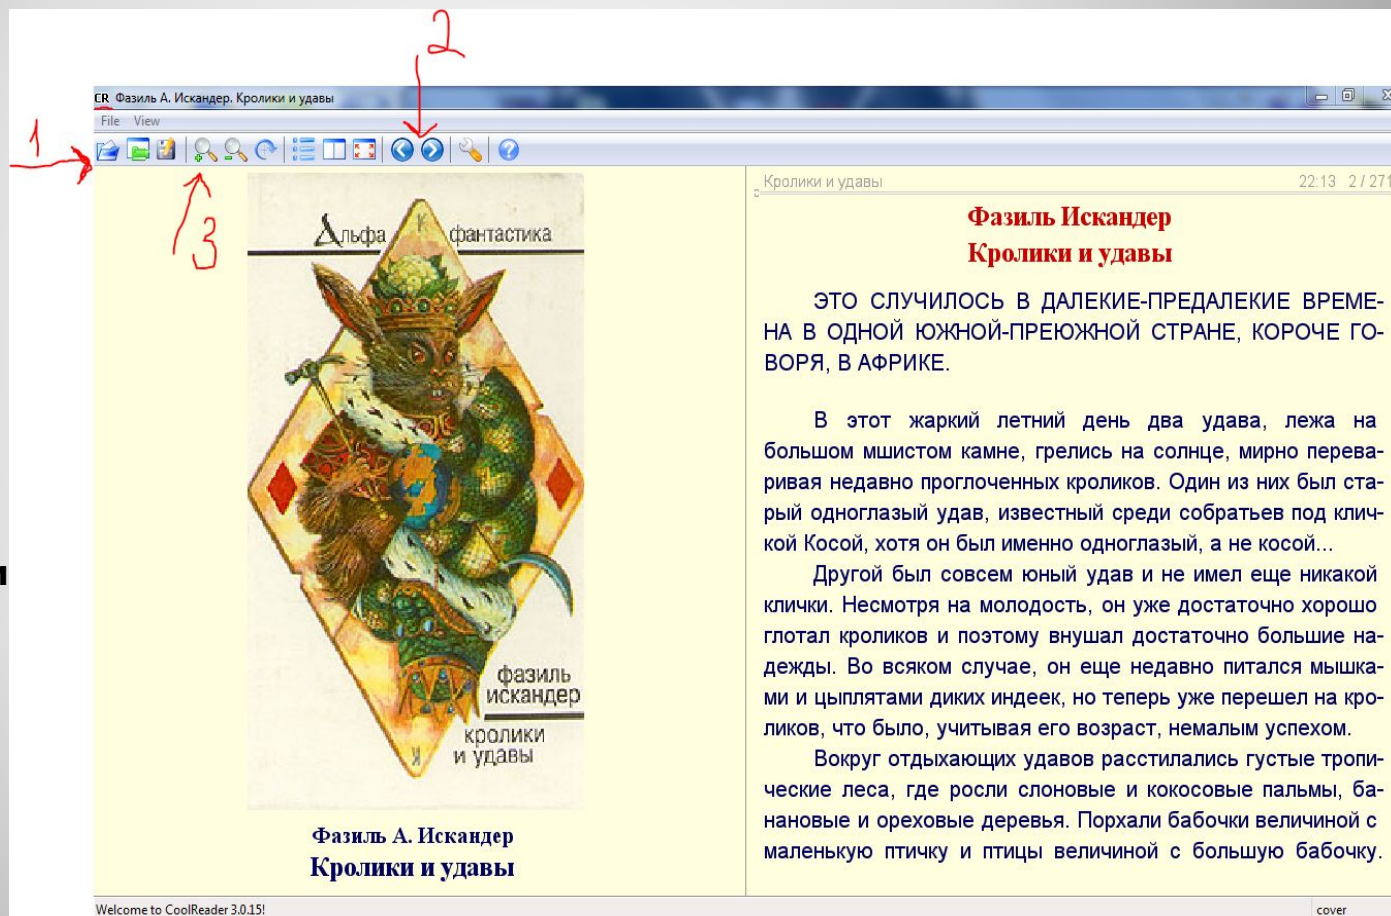 2
CR Фазиль А. Искандер. Кролики и удавы
File View
1
3
Альфа К фантастика
фазиль
искандер
кролики
и удавы
К
Фазиль А. Искандер
Кролики и удавы
Кролики и удавы 22:13 2 / 271
Фазиль Искандер
Кролики и удавы
ЭТО СЛУЧИЛОСЬ В ДАЛЕКИЕ-ПРЕДАЛЕКИЕ ВРЕМЕ-
НА В ОДНОЙ ЮЖНОЙ-ПРЕЮЖНОЙ СТРАНЕ, КОРОЧЕ ГО-
ВОРЯ, В АФРИКЕ.
В этот жаркий летний день два удава, лежа на
большом мшистом камне, грелись на солнце, мирно перева-
ривая недавно проглоченных кроликов. Один из них был ста-
рый одноглазый удав, известный среди собратьев под клич-
кой Косой, хотя он был именно одноглазый, а не косой...
Другой был совсем юный удав и не имел еще никакой
клички. Несмотря на молодость, он уже достаточно хорошо
глотал кроликов и поэтому внушал достаточно большие на-
дежды. Во всяком случае, он еще недавно питался мышка-
ми и цыплятами диких индеек, но теперь уже перешел на кро-
ликов, что было, учитывая его возраст, немалым успехом.
Вокруг отдыхающих удавов расстилались густые тропи-
ческие леса, где росли слоновые и кокосовые пальмы, ба-
нановые и ореховые деревья. Порхали бабочки величиной с
маленькую птичку и птицы величиной с большую бабочку.
Welcome to CoolReader 3.0.15! cover